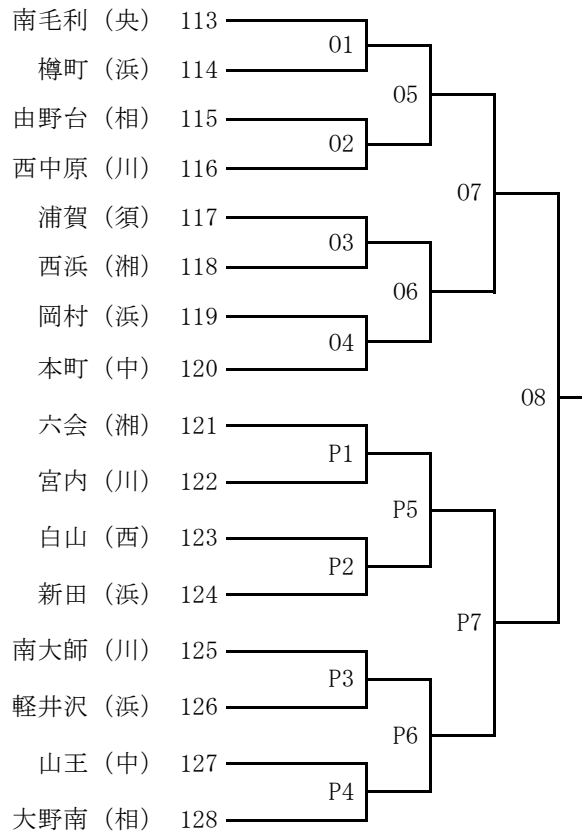 南毛利（央） 113
樽町（浜） 114
由野台（相） 115
西中原（川） 116
浦賀（須） 117
西浜（湘） 118
岡村（浜） 119
本町（中） 120
六会（湘） 121
宮内（川） 122
白山（西） 123
新田（浜） 124
南大師（川） 125
軽井沢（浜） 126
山王（中） 127
大野南（相） 128
O1
O2
O3
O4
P1
P2
P3
P4
O5
O6
P5
P6
O7
P7
O8